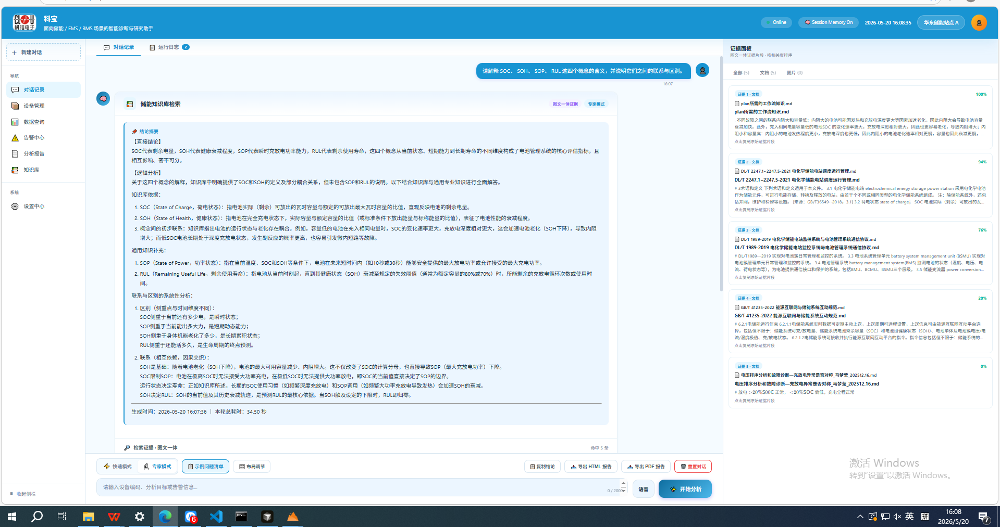 CLOU
科陆电子
科宝
面向储能 / EMS / BMS 场景的智能诊断与研究助手
Online
Session Memory On
2026-05-20 16:08:35
华东储能站点 A
+ 新建对话
导航
对话记录
设备管理
数据查询
告警中心
分析报告
知识库
系统
设置中心
收起侧栏
对话记录
运行日志 2
请解释 SOC、 SOH、 SOP、 RUL 这四个概念的含义，并说明它们之间的联系与区别。
16:07
储能知识库检索
图文一体证据
专家模式
结论摘要
【直接结论】
SOC代表剩余电量，SOH代表健康衰减程度，SOP代表瞬时充放电功率能力，RUL代表剩余使用寿命，这四个概念从当前状态、短期能力到长期寿命的不同维度构成了电池管理系统的核心评估指标，且
相互影响、密不可分。
【逻辑分析】
关于这四个概念的解释，知识库中明确提供了SOC和SOH的定义及部分耦合关系，但未包含SOP和RUL的说明。以下结合知识库与通用专业知识进行全面解答。
知识库依据：
1. SOC（State of Charge，荷电状态）：指电池实际（剩余）可放出的瓦时容量与额定的可放出最大瓦时容量的比值，直观反映电池的剩余电量。
2. SOH（State of Health，健康状态）：指电池在完全充电状态下，实际容量与额定容量的比值（或标准条件下放出能量与标称能量的比值），表征了电池性能的衰减程度。
3. 概念间的初步联系：知识库指出电池的运行状态与老化存在耦合。例如，容量低的电池在充入相同电量时，SOC的变化速率更大，充放电深度相对更大，这会加速电池老化（SOH下降），导致内阻
增大；而低SOC电池长期处于深度充放电状态，发生副反应的概率更高，也容易引发微内短路等故障。
通用知识补充：
1. SOP（State of Power，功率状态）：指在当前温度、SOC和SOH等条件下，电池在未来短时间内（如10秒或30秒）能够安全提供的最大放电功率或允许接受的最大充电功率。
2. RUL（Remaining Useful Life，剩余使用寿命）：指电池从当前时刻起，直到其健康状态（SOH）衰减至规定的失效阈值（通常为额定容量的80%或70%）时，所能剩余的充放电循环次数或使用时
间。
联系与区别的系统性分析：
1. 区别（侧重点与时间维度不同）：
SOC侧重于当前还有多少电，是瞬时状态；
SOP侧重于当前能出多大力，是短期动态能力；
SOH侧重于身体机能老化了多少，是长期累积状态；
RUL侧重于还能活多久，是生命周期的终点预测。
2. 联系（相互依赖，因果交织）：
SOH是基础：随着电池老化（SOH下降），电池的最大可用容量减少、内阻增大。这不仅改变了SOC的计算分母，也直接导致SOP（最大充放电功率）下降。
SOC限制SOP：电池在极高SOC时无法接受大功率充电，在极低SOC时无法提供大功率放电，即SOC的当前值直接决定了SOP的边界。
运行状态决定寿命：正如知识库所述，长期的SOC使用习惯（如频繁深度充放电）和SOP调用（如频繁大功率充放电导致发热）会加速SOH的衰减。
SOH决定RUL：SOH的当前值及其历史衰减轨迹，是预测RUL的最核心依据。当SOH触及设定的下限时，RUL即归零。
生成时间：2026-05-20 16:07:36 ｜ 本轮总耗时：34.50 秒
检索证据 · 图文一体
命中 5 条
快速模式
专家模式
示例问题清单
布局调节
复制结论
导出 HTML 报告
导出 PDF 报告
重置对话
请输入设备编码、分析目标或告警信息...
0 / 2000
语音
开始分析
证据面板
图文一体证据片段 · 按相关度排序
全部 (5)
文档 (5)
图片 (0)
证据 1 · 文档
100%
plan所需的工作流知识.md
plan所需的工作流知识.md
. 不同故障之间的联系内阻大和容量低：内阻大的电池可能因发热和充放电深度更大等因素加速老化，因此内阻大会导致电池容量
衰减加快。此外，充入相同电量容量低的电池SOC 的变化速率更大，充放电深度相对更大，因此也更容易老化，导致内阻增大；内
阻小和容量高：内阻小的电池发热程度更小，充放电深度也更低，因此内阻小的电池老化速率相对更慢，容量也因此衰减更慢，...
点击复制原始证据片段
证据 2 · 文档
94%
DL/T 2247.1~2247.5-2021 电化学储能电站调度运行管理.md
DL/T 2247.1~2247.5-2021 电化学储能电站调度运行管理.md
# 3术语和定义 下列术语和定义适用于本文件。 3.1 电化学储能电站 electrochemical energy storage power station 采用电化学电池
作为储能元件，可进行电能存储、转换及释放的电站，由若干个不同或相同类型的电化学储能系统组成。 注：除储能系统外，还包
括并网，维护和检修等设施。 [来源：GB/T36549--2018，3.1] 3.2 荷电状态 state of charge； SOC 电池实际（剩余）可放出的瓦...
点击复制原始证据片段
证据 3 · 文档
76%
DL/T 1989-2019 电化学储能电站监控系统与电池管理系统通信协议.md
DL/T 1989-2019 电化学储能电站监控系统与电池管理系统通信协议.md
# DL/T1989—2019 实现对电池簇日常管理和监控的系统。 3.3 电池系统管理单元 battery system management unit (BSMU) 实现对
电池簇管理单元日常管理和监控的系统。 3.4 电池管理系统 battery management system(BMS) 监测电池的状态（温度、电压、电
流、荷电状态等），为电池提供通信接口和保护的系统，包括BMU、BCMU、BSMU三个层级。 3.5 储能变流器 power conversion...
点击复制原始证据片段
证据 4 · 文档
20%
GB/T 41235-2022 能源互联网与储能系统互动规范.md
GB/T 41235-2022 能源互联网与储能系统互动规范.md
# 6.2.1电储能运行信息 6.2.1.1电储能系统实时数据可定期主动上送，上送周期可远程设置，上送信息可由能源互联网互动平台选
择，包括但不限于：储能系统可充/放电量、储能系统电池剩余容量（SOC）和电池组健康状态（SOH）、电池单体及电池簇电压/电
流/温度极值、充/放电状态。 6.2.1.2电储能系统可接收并执行能源互联网互动平台的指令。指令信息包括但不限于：储能系统的...
点击复制原始证据片段
证据 5 · 文档
0%
电压排序分析和故障诊断—充放电异常是否对称_马梦莹_202512.16.md
电压排序分析和故障诊断—充放电异常是否对称_马梦莹_202512.16.md
# 放电 >20%SOOC 正常， <20%SOC 偏低，充电全程正常
点击复制原始证据片段
激活 Windows
转到“设置”以激活 Windows。
6
英
拼
16:08
2026/5/20
7